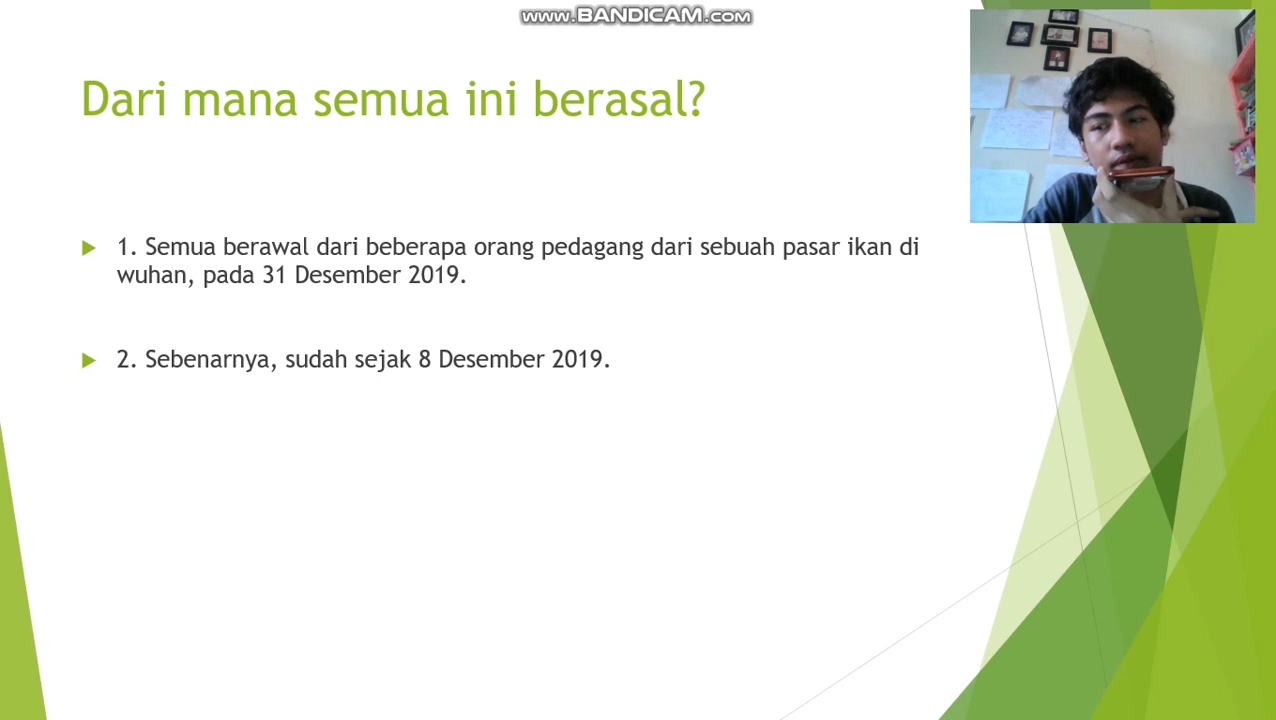 www.BANDICAM.com
Dari mana semua ini berasal?
1. Semua berawal dari beberapa orang pedagang dari sebuah pasar ikan di
wuhan, pada 31 Desember 2019.
2. Sebenarnya, sudah sejak 8 Desember 2019.